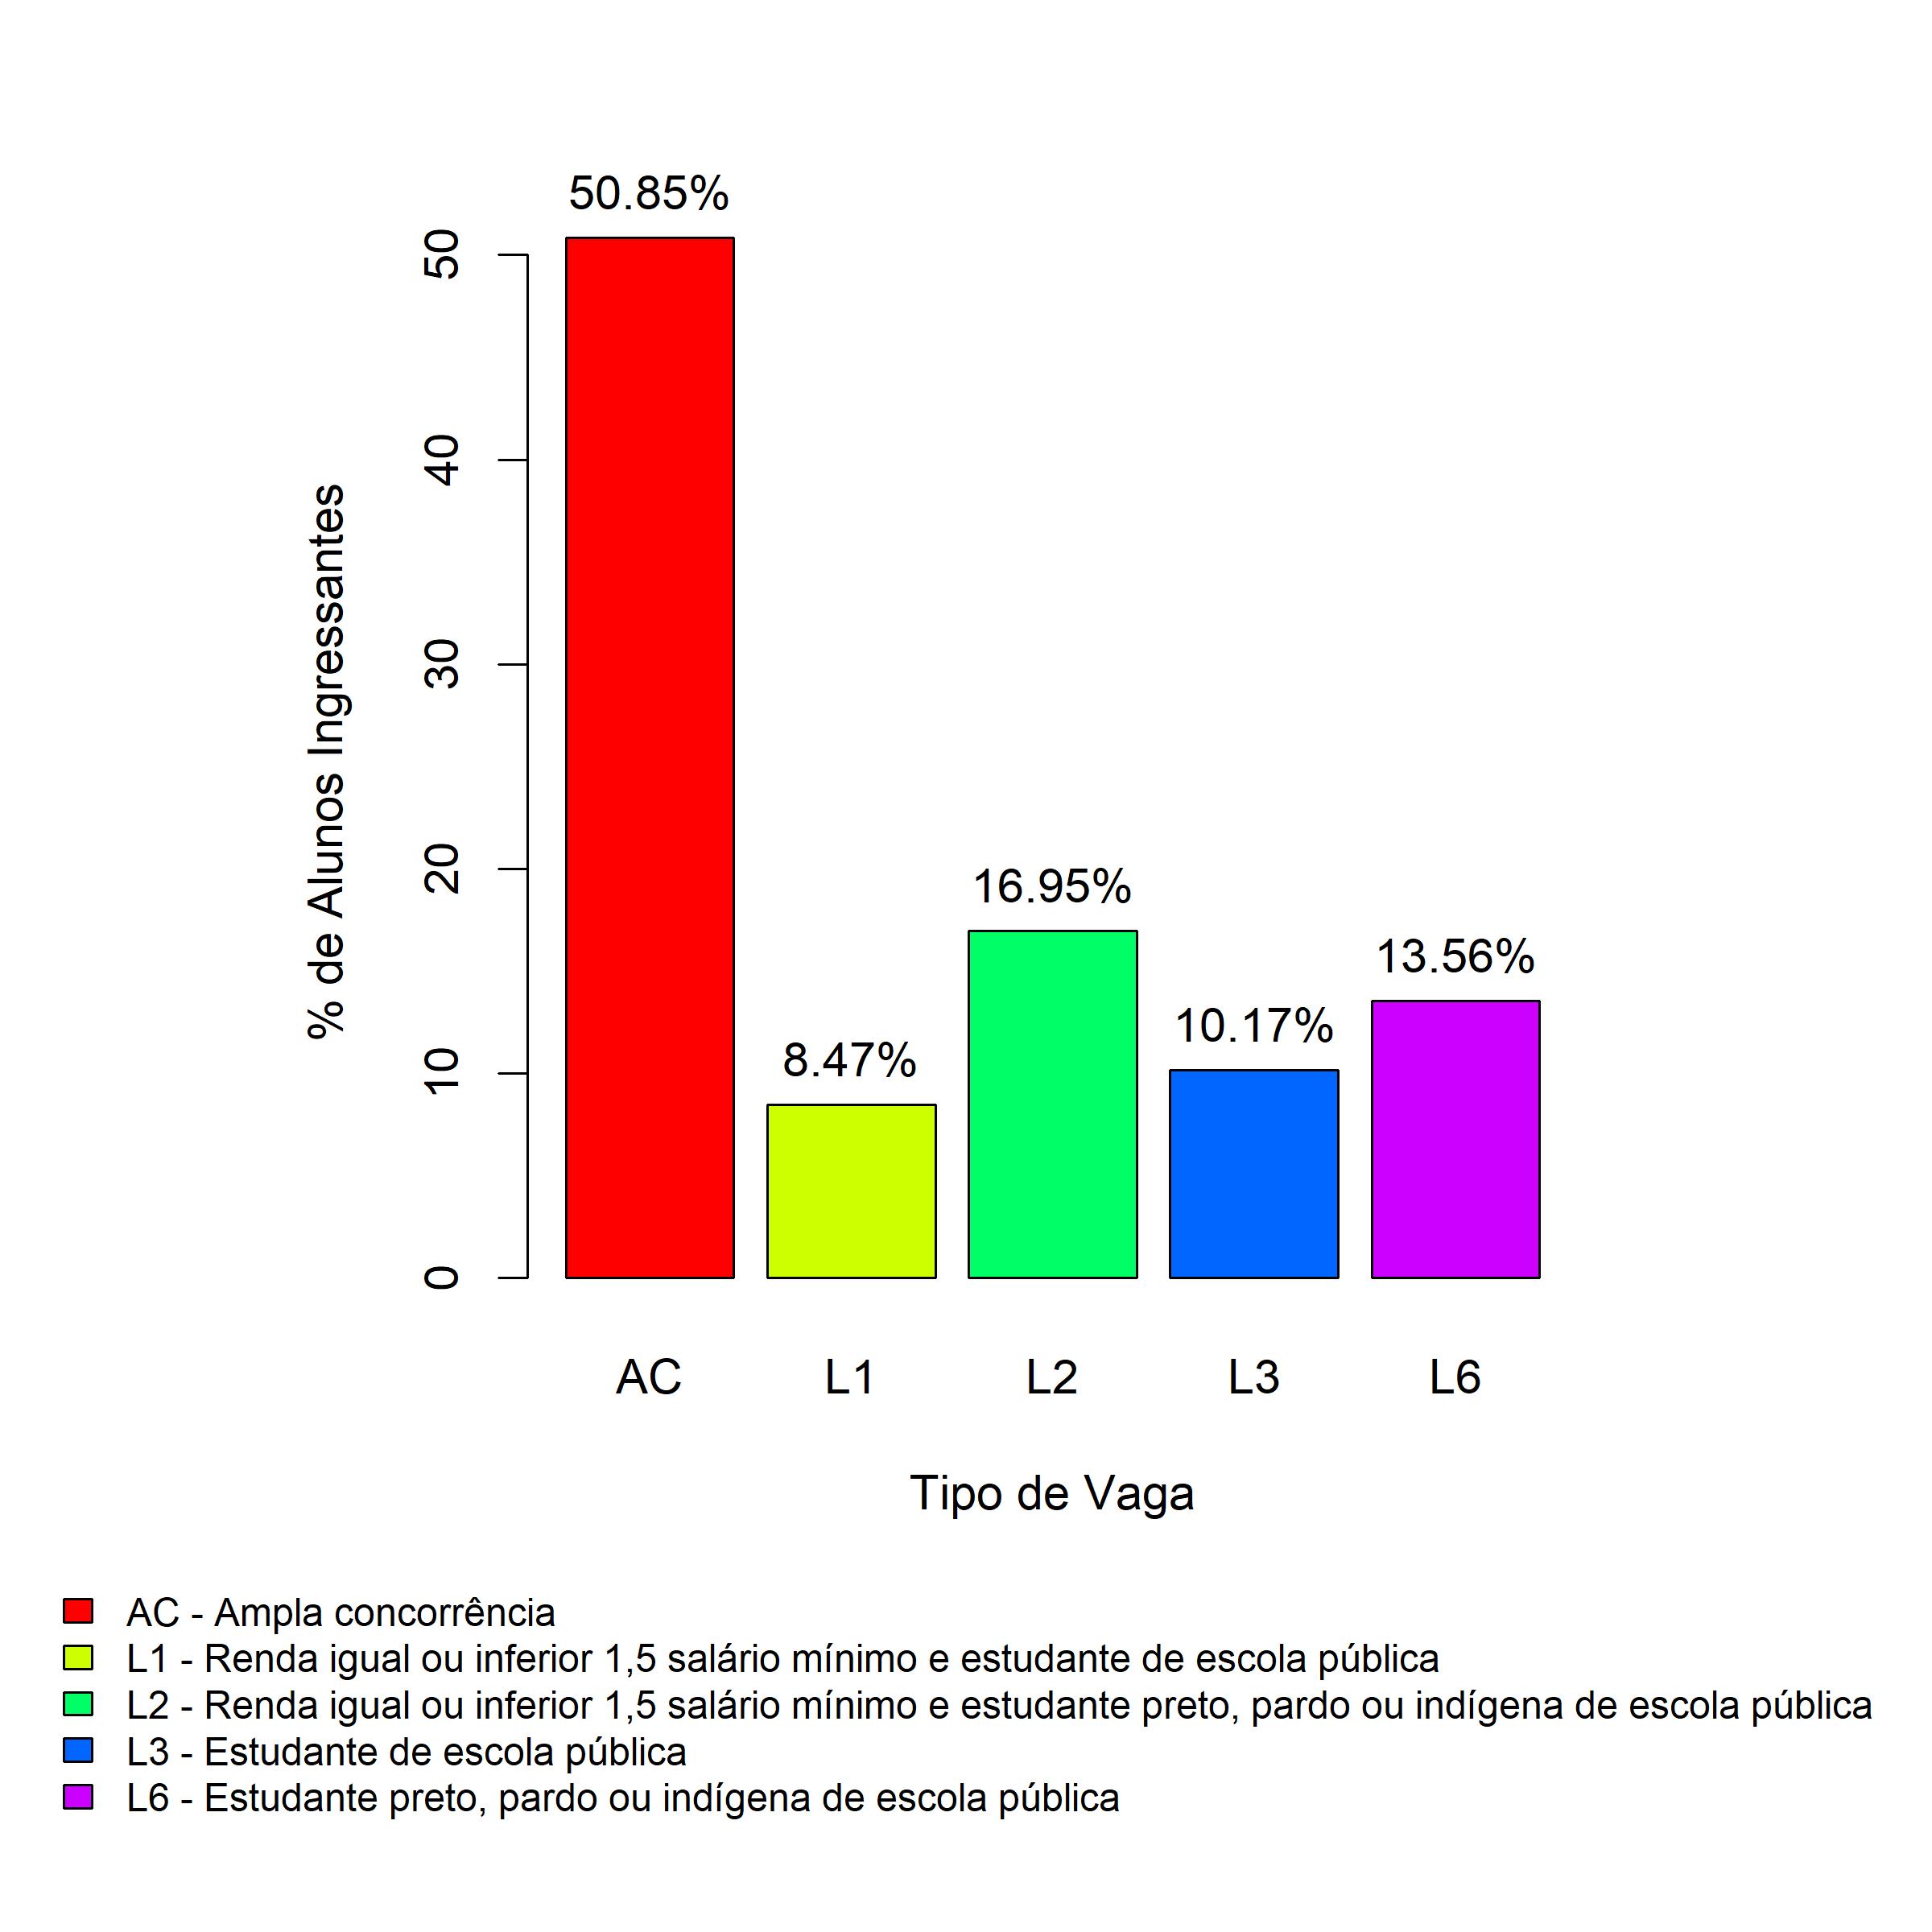 50.85%
50
40
30
20
10
0
% de Alunos Ingressantes
16.95%
13.56%
10.17%
8.47%
AC L1 L2 L3 L6
Tipo de Vaga
AC - Ampla concorrência
L1 - Renda igual ou inferior 1,5 salário mínimo e estudante de escola pública
L2 - Renda igual ou inferior 1,5 salário mínimo e estudante preto, pardo ou indígena de escola pública
L3 - Estudante de escola pública
L6 - Estudante preto, pardo ou indígena de escola pública